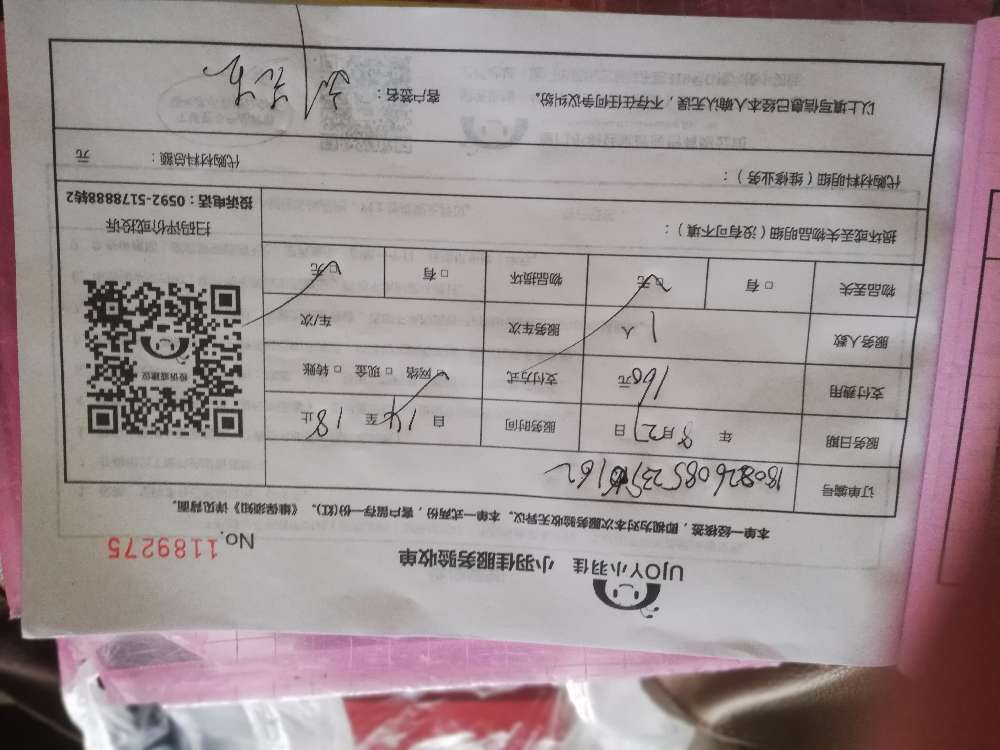 UJOY小羽佳 小羽佳服务验收单
No. 1189275
本单一经核签,即视为对本次服务验收无异议。本单一式两份,客户留存一份(红)。《维保须知》详见背面。
订单编号
服务日期 年 8月27日 服务时间 自 14 至 18 止
支付费用 168元 支付方式 □ 网络 □ 现金 □ 转账
服务人数 1 人 服务车次 车/次
物品丢失 □ 有 □ 无 物品损坏 □ 有 □ 无
投诉或建议
扫码评价或投诉
投诉电话:0592-5178888转2
损坏或丢失物品明细(没有可不填):
代购材料明细(维修业务):
代购材料总额: 元
以上填写信息已经本人确认无误,不存在任何争议纠纷。 客户签名: